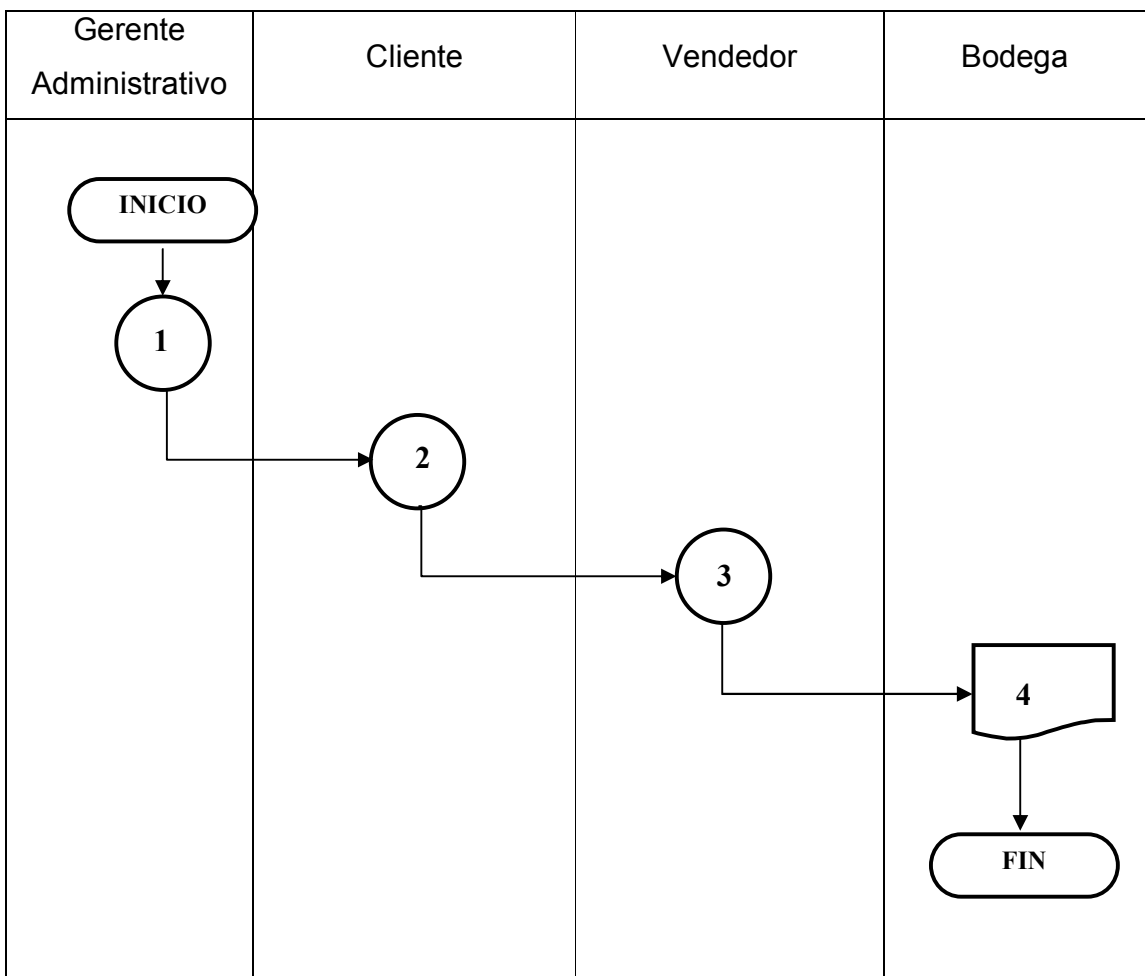 Gerente
Administrativo
Cliente
Vendedor
Bodega
INICIO
1
2
3
4
FIN